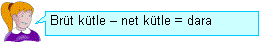 Brüt kütle – net kütle = dara